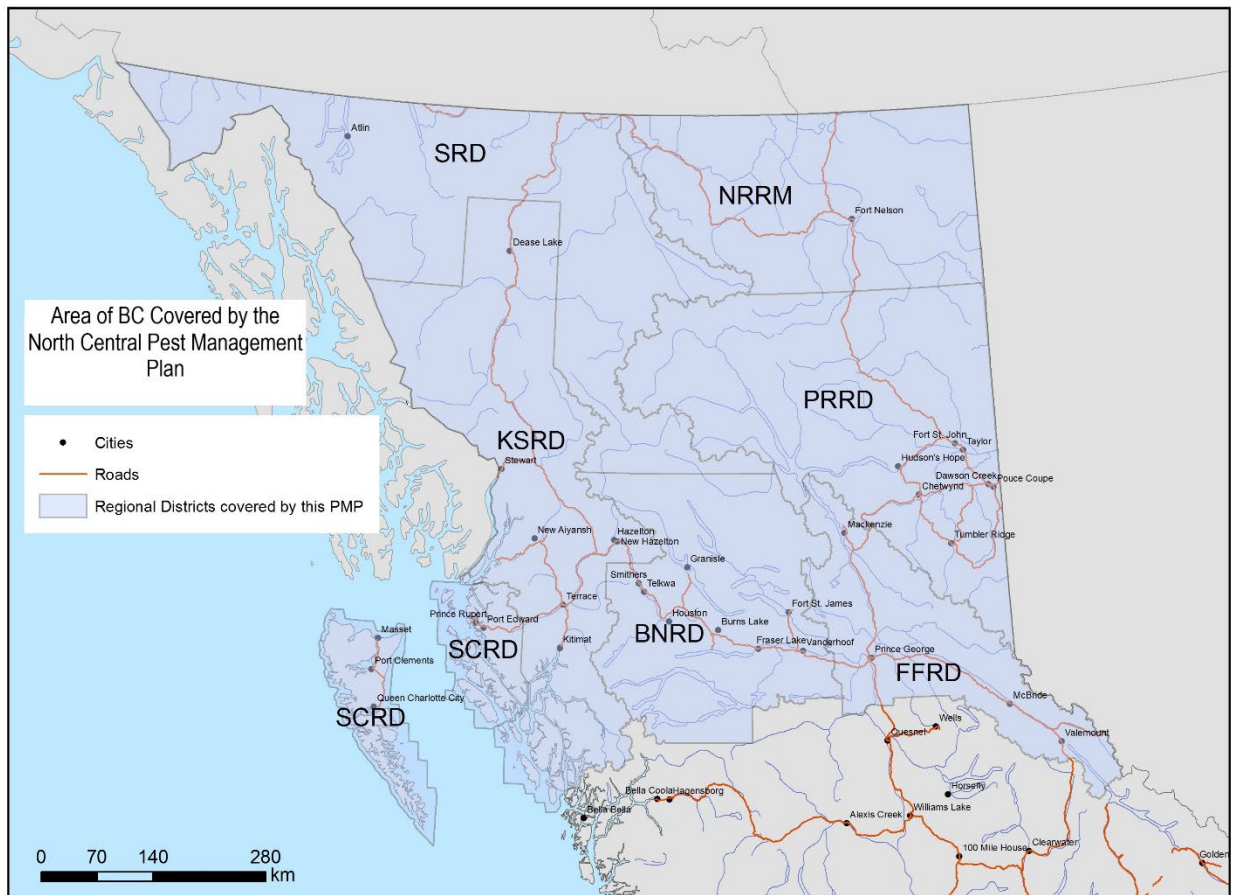 Atlin
SRD
NRRM
Fort Nelson
Dease Lake
Area of BC Covered by the
North Central Pest Management
Plan
Cities
Roads
Regional Districts covered by this PMP
PRRD
KSRD
Stewart
Fort St. John
Taylor
Hudson's Hope
Dawson Creek
Pouce Coupe
Chetwynd
Mackenzie
Tumbler Ridge
New Aiyansh
Hazelton
New Hazelton
Granisle
Smithers
Telkwa
Terrace
Fort St. James
Prince Rupert
Port Edward
Houston
Burns Lake
BNRD
SCRD
Kitimat
Fraser Lake
Vanderhoof
Prince George
FFRD
Masset
Port Clements
Queen Charlotte City
SCRD
McBride
Valemount
Wells
Quesnel
Bella Coola
Hagensborg
Bella Bella
Horsefly
Williams Lake
Alexis Creek
100 Mile House
Clearwater
Golden
0 70 140 280
km